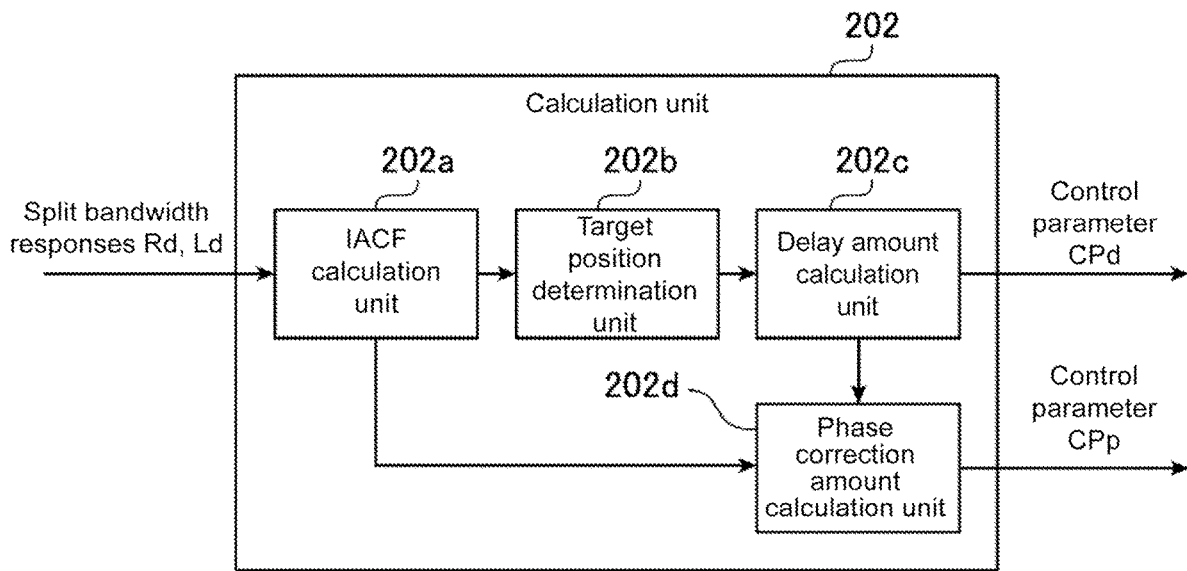 202
Calculation unit
202a
202b
202c
Split bandwidth
responses Rd, Ld
IACF
calculation
unit
Target
position
determination
unit
Delay amount
calculation
unit
Control
parameter
CPd
202d
Phase
correction
amount
calculation unit
Control
parameter
CPp